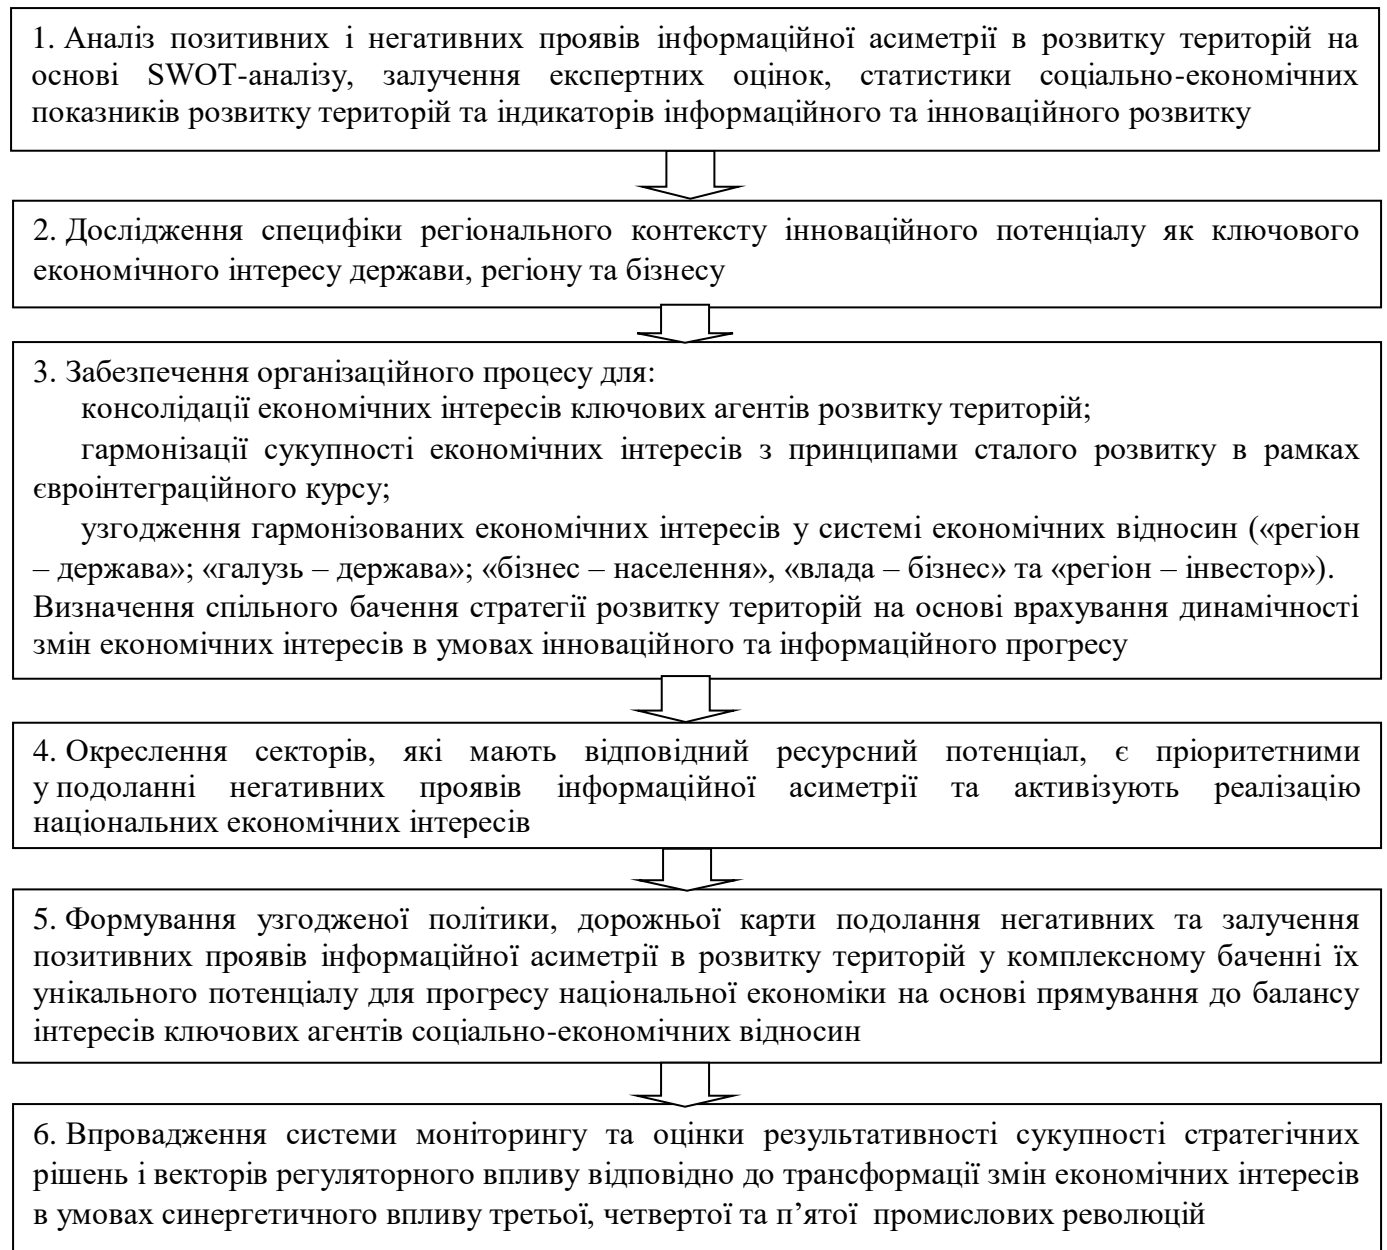 1. Аналіз позитивних і негативних проявів інформаційної асиметрії в розвитку територій на
основі SWOT-аналізу, залучення експертних оцінок, статистики соціально-економічних
показників розвитку територій та індикаторів інформаційного та інноваційного розвитку
2. Дослідження специфіки регіонального контексту інноваційного потенціалу як ключового
економічного інтересу держави, регіону та бізнесу
3. Забезпечення організаційного процесу для:
консолідації економічних інтересів ключових агентів розвитку територій;
гармонізації сукупності економічних інтересів з принципами сталого розвитку в рамках
євроінтеграційного курсу;
узгодження гармонізованих економічних інтересів у системі економічних відносин («регіон
– держава»; «галузь – держава»; «бізнес – населення», «влада – бізнес» та «регіон – інвестор»).
Визначення спільного бачення стратегії розвитку територій на основі врахування динамічності
змін економічних інтересів в умовах інноваційного та інформаційного прогресу
4. Окреслення секторів, які мають відповідний ресурсний потенціал, є пріоритетними
у подоланні негативних проявів інформаційної асиметрії та активізують реалізацію
національних економічних інтересів
5. Формування узгодженої політики, дорожньої карти подолання негативних та залучення
позитивних проявів інформаційної асиметрії в розвитку територій у комплексному баченні їх
унікального потенціалу для прогресу національної економіки на основі прямування до балансу
інтересів ключових агентів соціально-економічних відносин
6. Впровадження системи моніторингу та оцінки результативності сукупності стратегічних
рішень і векторів регуляторного впливу відповідно до трансформації змін економічних інтересів
в умовах синергетичного впливу третьої, четвертої та п’ятої промислових революцій